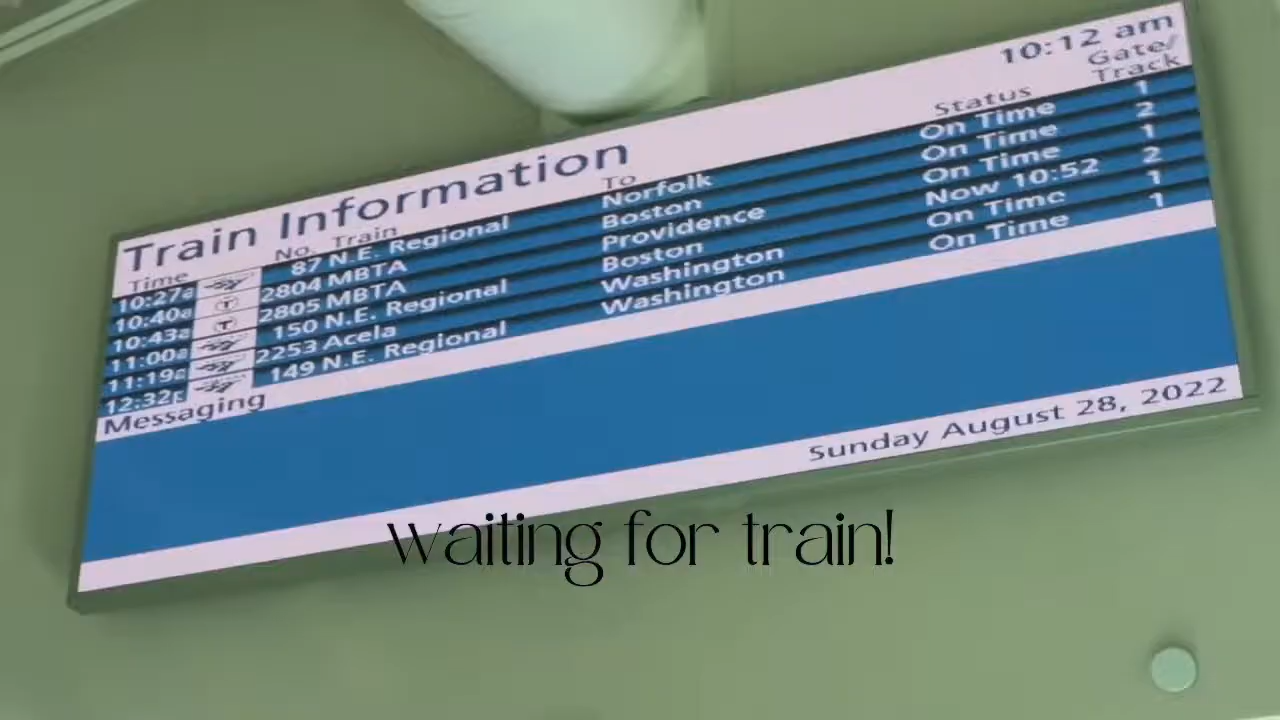 10:12 am
Train Information
Time No. Train To Status Gate/ Track
10:27a 87 N.E. Regional Norfolk On Time 1
10:40a T 2804 MBTA Boston On Time 2
10:43a T 2805 MBTA Providence On Time 1
11:00a 150 N.E. Regional Boston Now 10:52 2
11:19a 2253 Acela Washington On Time 1
12:32p 149 N.E. Regional Washington On Time 1
Messaging
Sunday August 28, 2022
waiting for train!